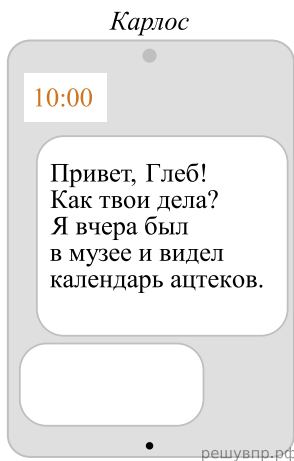 Карлос
10:00
Привет, Глеб!
Как твои дела?
Я вчера был
в музее и видел
календарь ацтеков.
решувпр.рф